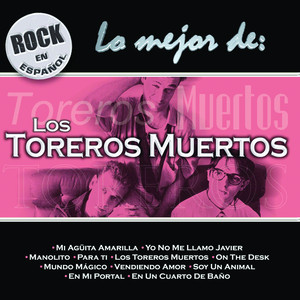 ROCK
EN
ESPAÑOL
Lo mejor de:
Toreros Muertos
LOS
TOREROS MUERTOS
• MI AGÜITA AMARILLA • YO NO ME LLAMO JAVIER
• MANOLITO • PARA TI • LOS TOREROS MUERTOS • ON THE DESK
• MUNDO MÁGICO • VENDIENDO AMOR • SOY UN ANIMAL
• EN MI PORTAL • EN UN CUARTO DE BAÑO